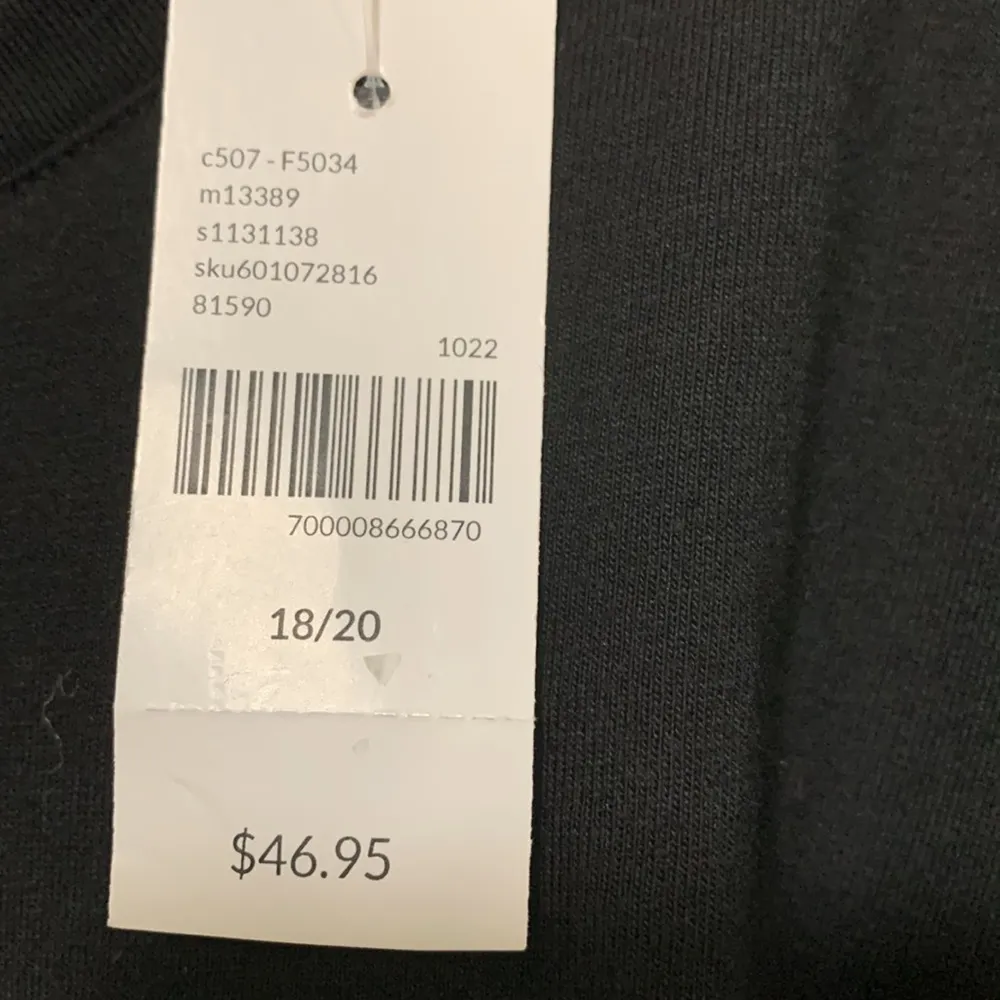 c507 - F5034
m13389
s1131138
sku601072816
81590
1022
700008666870
18/20
$46.95